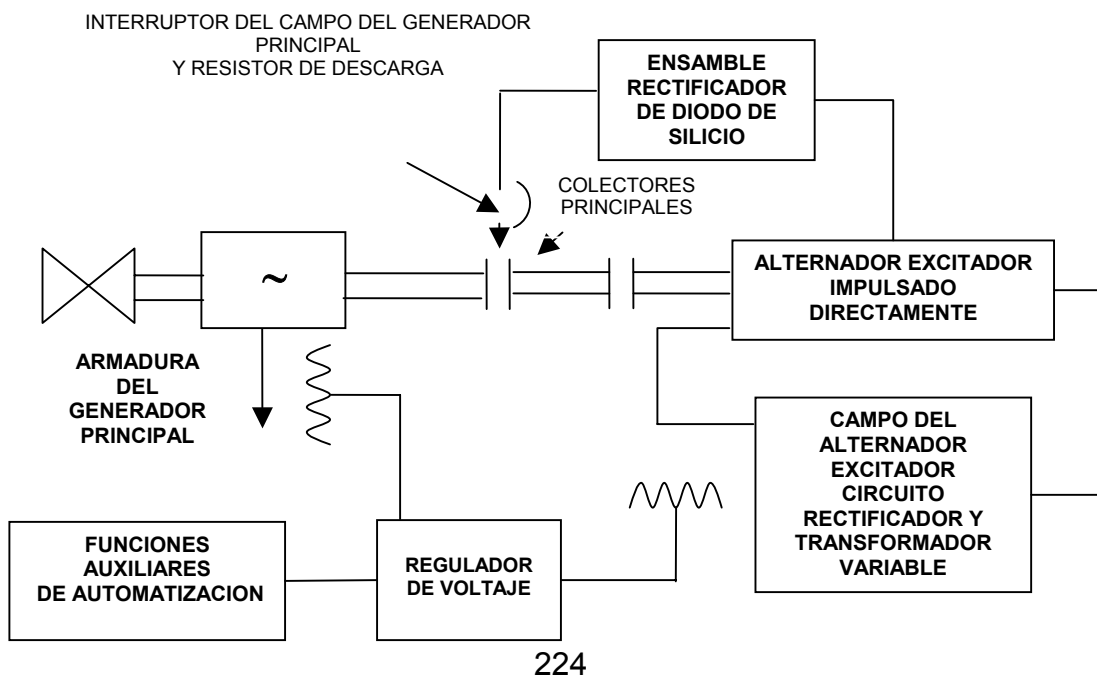 INTERRUPTOR DEL CAMPO DEL GENERADOR
PRINCIPAL
Y RESISTOR DE DESCARGA
ENSAMBLE
RECTIFICADOR
DE DIODO DE
SILICIO
COLECTORES
PRINCIPALES
~
ALTERNADOR EXCITADOR
IMPULSADO
DIRECTAMENTE
ARMADURA
DEL
GENERADOR
PRINCIPAL
CAMPO DEL
ALTERNADOR
EXCITADOR
CIRCUITO
RECTIFICADOR Y
TRANSFORMADOR
VARIABLE
FUNCIONES
AUXILIARES
DE AUTOMATIZACION
REGULADOR
DE VOLTAJE
224